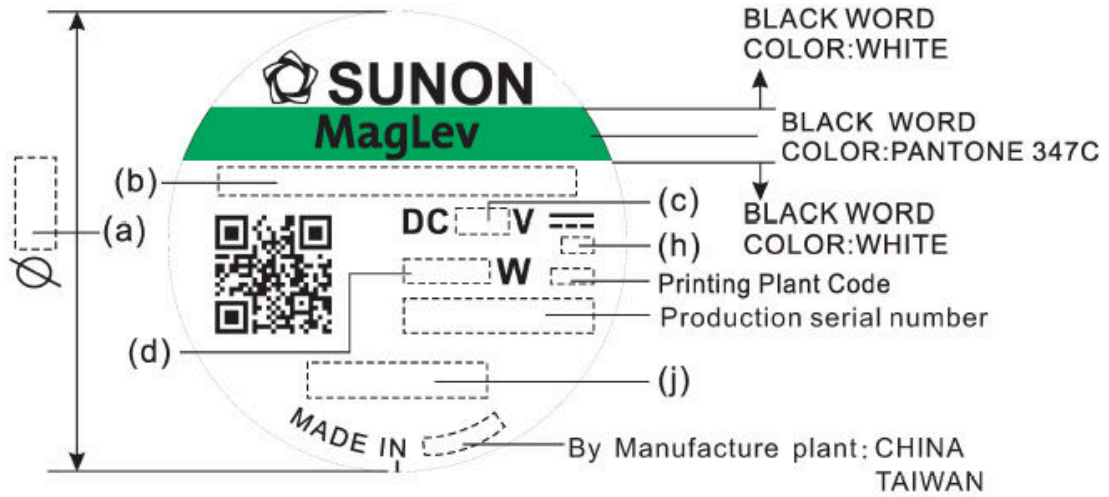 BLACK WORD
COLOR:WHITE
SUNON
MagLev
BLACK WORD
COLOR:PANTONE 347C
(b)
(a)
Ø
DC V
(c)
BLACK WORD
COLOR:WHITE
(h)
W
Printing Plant Code
Production serial number
(d)
(j)
MADE IN
By Manufacture plant: CHINA
TAIWAN